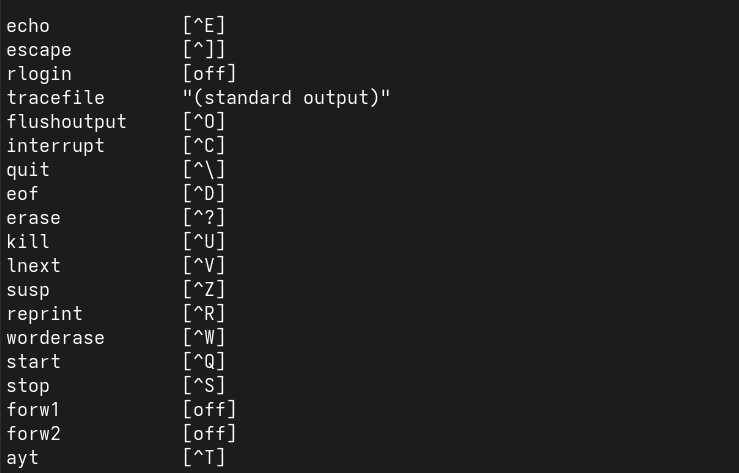 echo [^E]
escape [^]]
rlogin [off]
tracefile "(standard output)"
flushoutput [^O]
interrupt [^C]
quit [^\]
eof [^D]
erase [^?]
kill [^U]
lnext [^V]
susp [^Z]
reprint [^R]
worderase [^W]
start [^Q]
stop [^S]
forw1 [off]
forw2 [off]
ayt [^T]